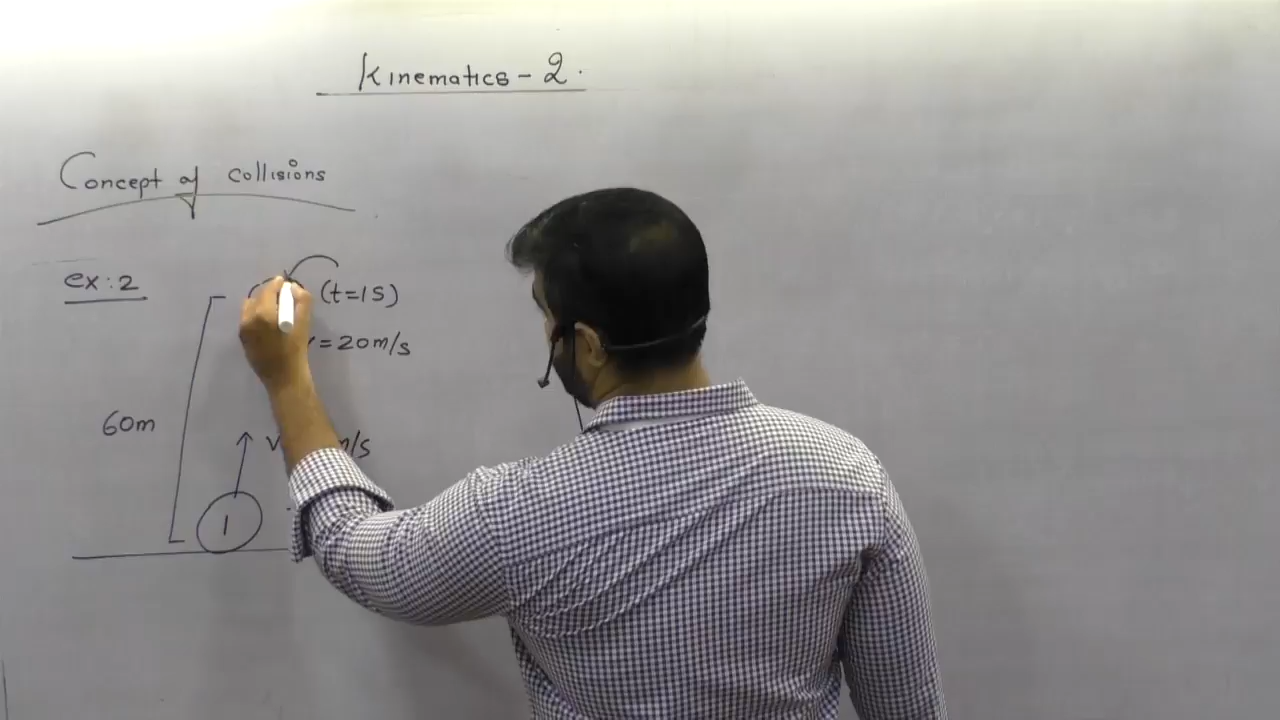 Kinematics - 2.
Concept of collisions
ex: 2
(t=1s)
= 20m/s
60m
V m/s
1